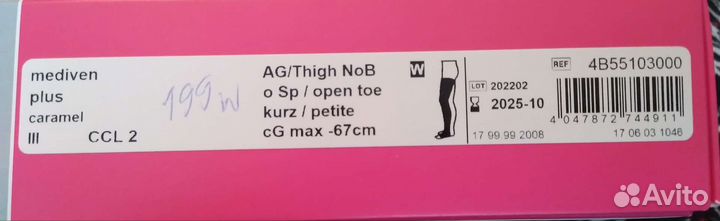 mediven
plus
caramel
III CCL 2
199w
AG/Thigh NoB
o Sp / open toe
kurz / petite
cG max -67cm
W
LOT 202202
2025-10
17 99.99 2008
REF 4B55103000
4 047872 744911
17 06 03 1046
Avito